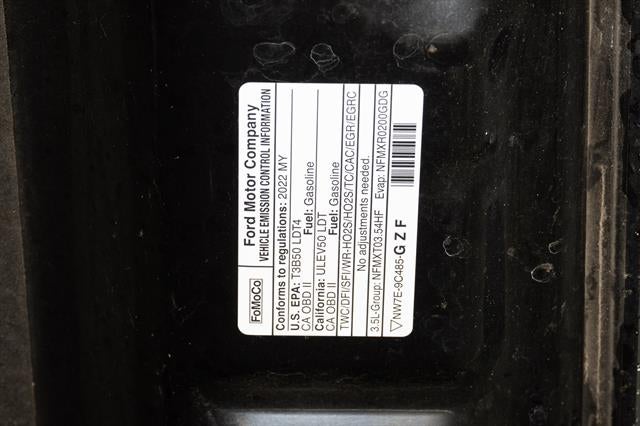 FoMoCo
Ford Motor Company
VEHICLE EMISSION CONTROL INFORMATION
Conforms to regulations: 2022 MY
U.S. EPA: T3B50 LDT4
CA OBD II Fuel: Gasoline
California: ULEV50 LDT
CA OBD II Fuel: Gasoline
TWC/DFI/SFI/WR-HO2S/HO2S/TC/CAC/EGR/EGRC
No adjustments needed.
3.5L-Group: NFMXT03.54HF Evap: NFMXR0200GDG
▽NW7E-9C485-G Z F